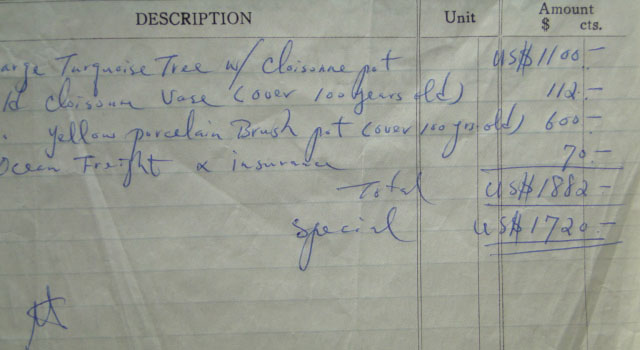 DESCRIPTION Unit Amount
$ cts.
arge Turquoise Tree w/ Cloisonne pot US$1100.-
ld Cloisonne Vase (over 100 years old) 112.-
. yellow porcelain Brush pot (over 100 yrs old) 600.-
Ocean Freight & insurance 70.-
Total US$1882-
Special US$1720.-